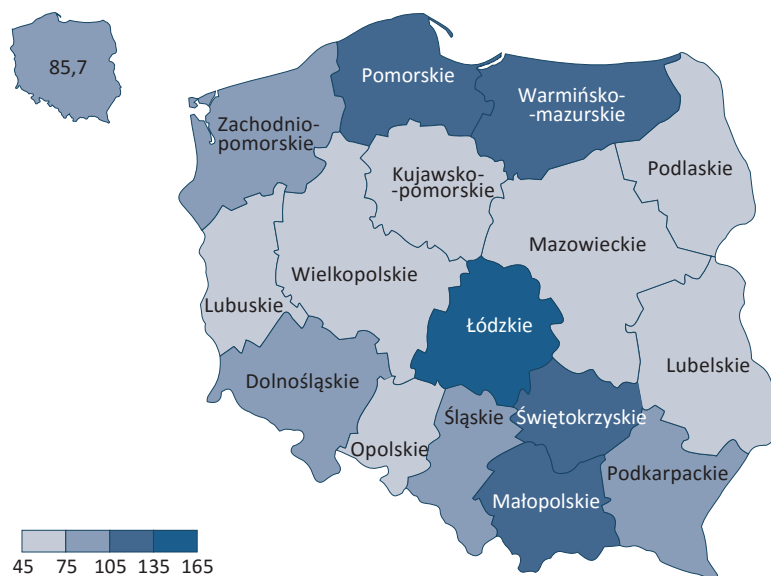 85,7
Pomorskie
Warmińsko-
-mazurskie
Zachodnio-
pomorskie
Podlaskie
Kujawsko-
-pomorskie
Mazowieckie
Wielkopolskie
Lubuskie
Łódzkie
Lubelskie
Dolnośląskie
Śląskie
Świętokrzyskie
Opolskie
Podkarpackie
Małopolskie
45 75 105 135 165